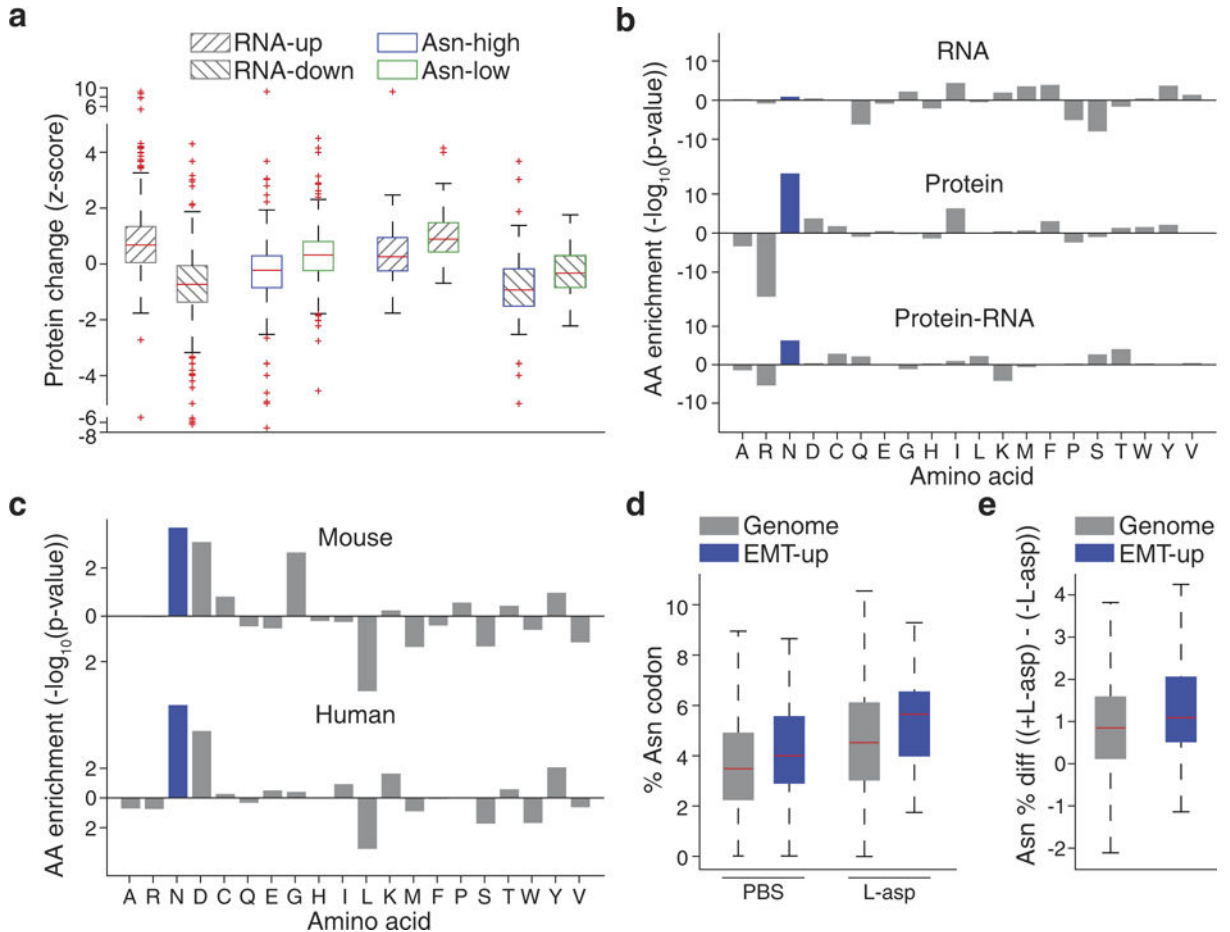 a
RNA-up
RNA-down
Asn-high
Asn-low
Protein change (z-score)
10
6
4
2
0
-2
-4
-6
-8
b
AA enrichment (-log10(p-value))
RNA
10
0
-10
Protein
10
0
-10
Protein-RNA
10
0
-10
A R N D C Q E G H I L K M F P S T W Y V
Amino acid
c
AA enrichment (-log10(p-value))
Mouse
2
0
2
Human
2
0
2
A R N D C Q E G H I L K M F P S T W Y V
Amino acid
d
Genome
EMT-up
% Asn codon
10
8
6
4
2
0
PBS
L-asp
e
Genome
EMT-up
Asn % diff ((+L-asp) - (-L-asp))
4
3
2
1
0
-1
-2